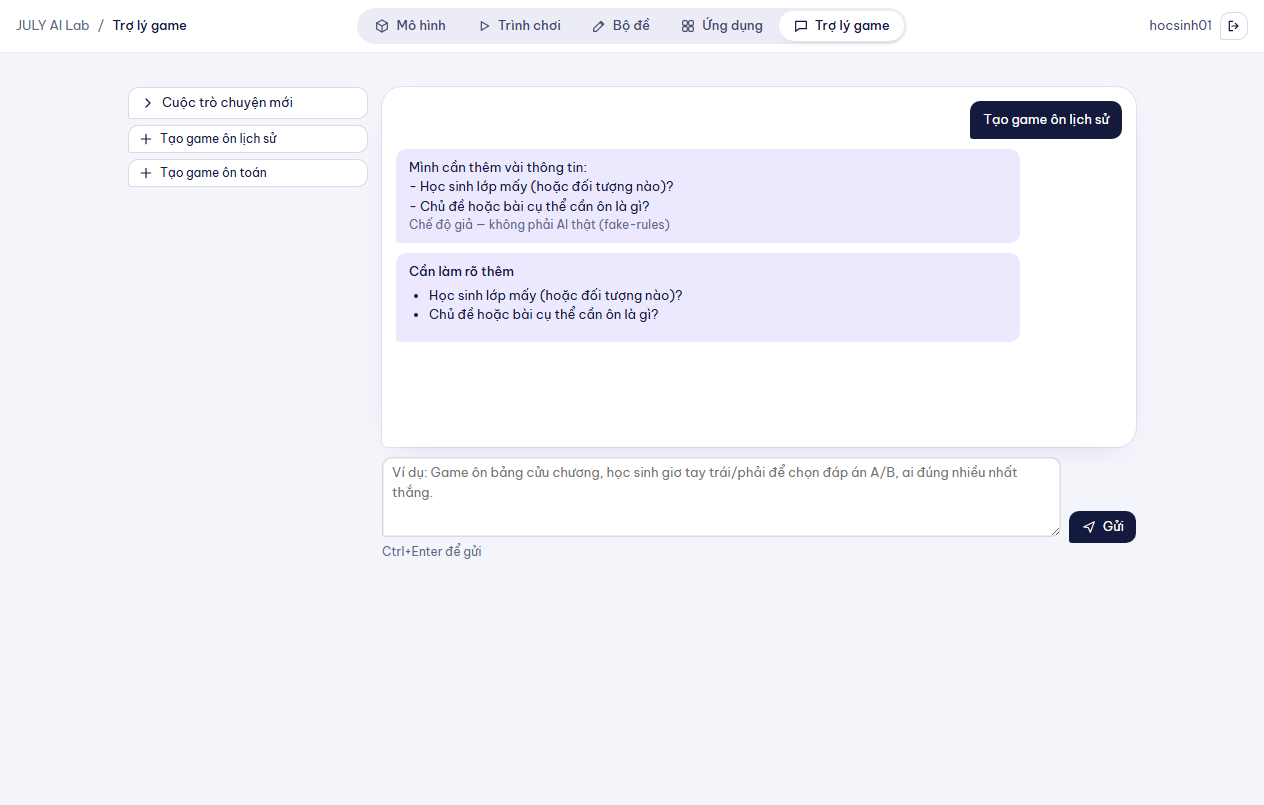 JULY AI Lab / Trợ lý game
Mô hình
Trình chơi
Bộ đề
Ứng dụng
Trợ lý game
hocsinh01
Cuộc trò chuyện mới
Tạo game ôn lịch sử
Tạo game ôn toán
Tạo game ôn lịch sử
Mình cần thêm vài thông tin:
- Học sinh lớp mấy (hoặc đối tượng nào)?
- Chủ đề hoặc bài cụ thể cần ôn là gì?
Chế độ giả — không phải AI thật (fake-rules)
Cần làm rõ thêm
• Học sinh lớp mấy (hoặc đối tượng nào)?
• Chủ đề hoặc bài cụ thể cần ôn là gì?
Ví dụ: Game ôn bảng cửu chương, học sinh giơ tay trái/phải để chọn đáp án A/B, ai đúng nhiều nhất
thắng.
Gửi
Ctrl+Enter để gửi